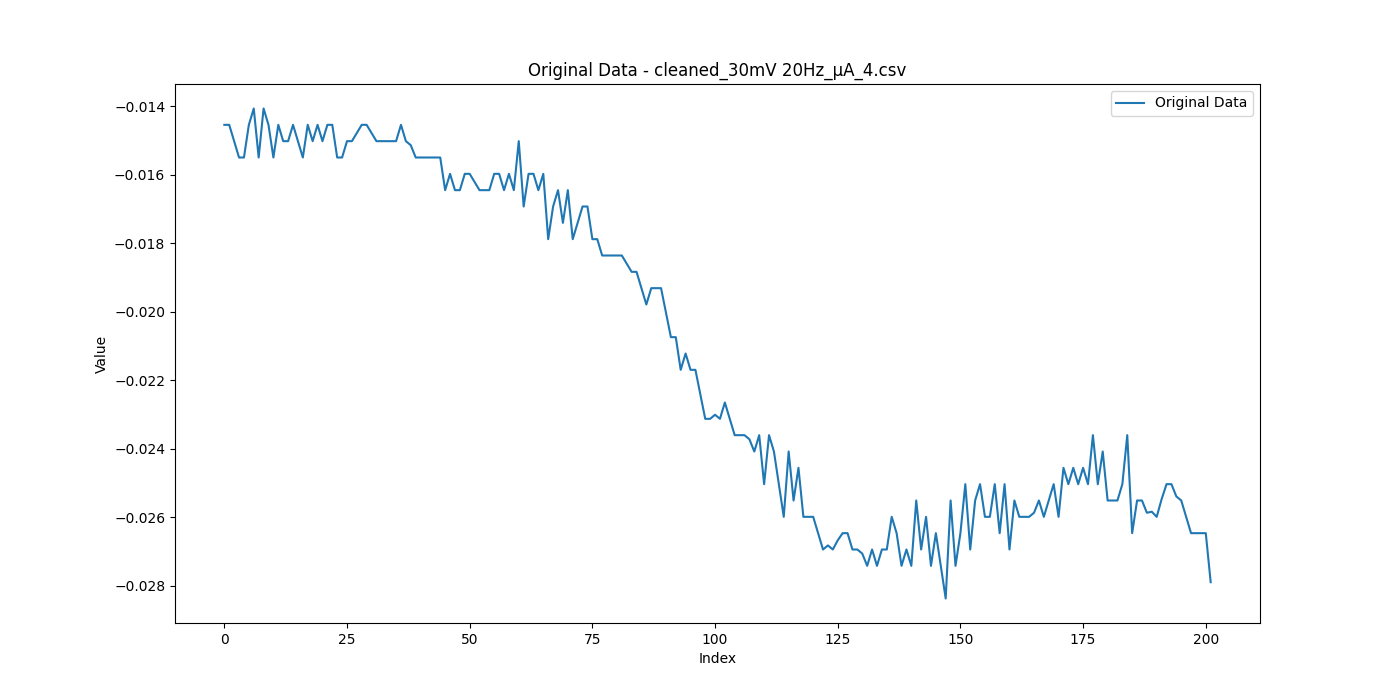 Original Data - cleaned_30mV 20Hz_µA_4.csv
Original Data
−0.014
−0.016
−0.018
−0.020
−0.022
−0.024
−0.026
−0.028
Value
0 25 50 75 100 125 150 175 200
Index